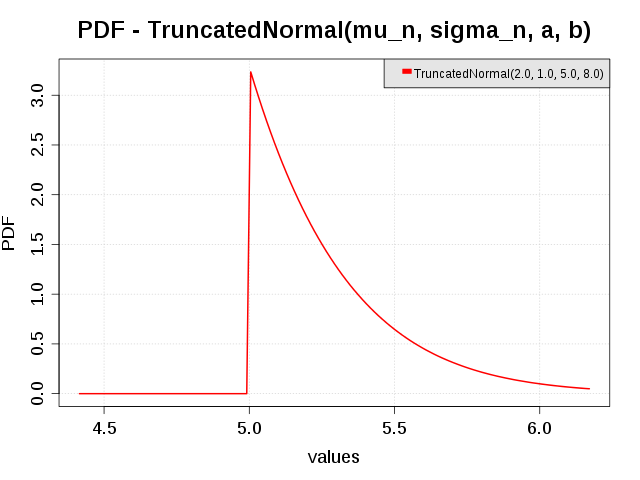 PDF - TruncatedNormal(mu_n, sigma_n, a, b)
TruncatedNormal(2.0, 1.0, 5.0, 8.0)
PDF
3.0
2.5
2.0
1.5
1.0
0.5
0.0
4.5 5.0 5.5 6.0
values